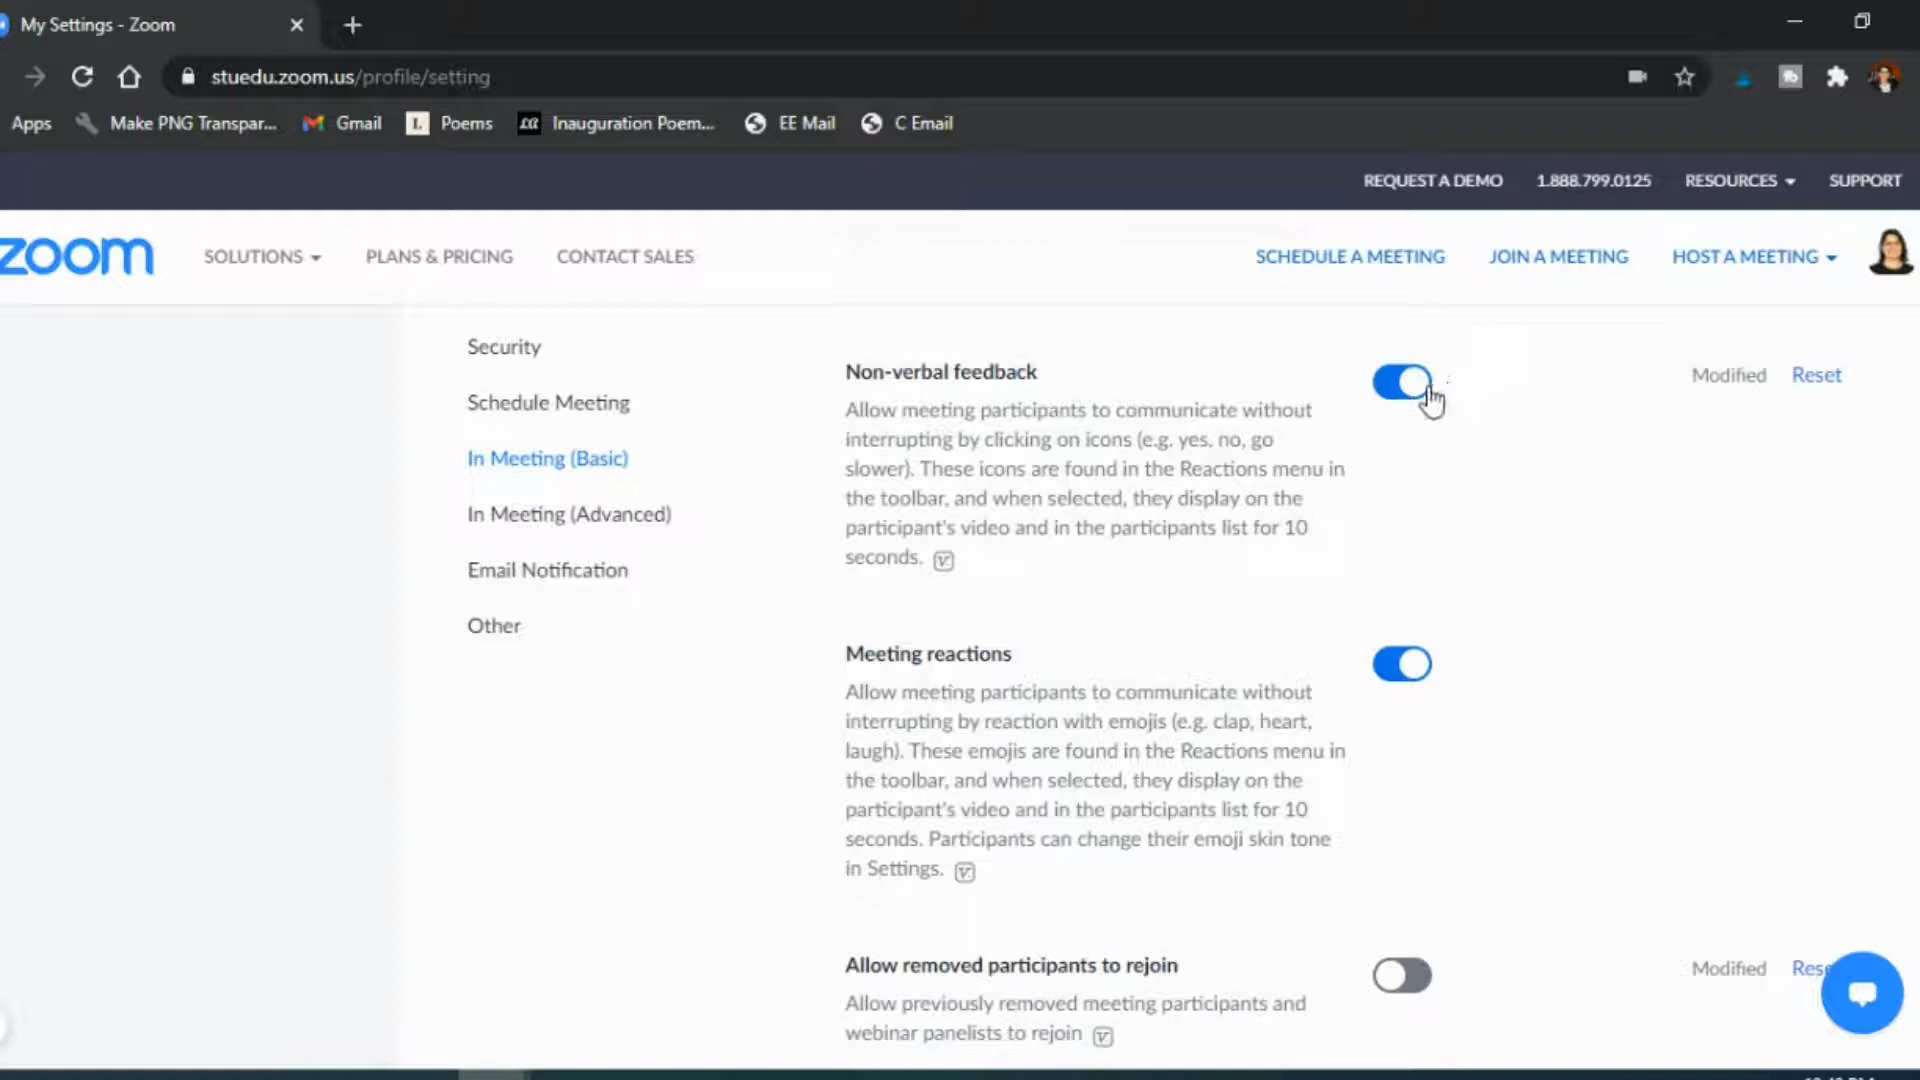 My Settings - Zoom
stuedu.zoom.us/profile/setting
Apps Make PNG Transpar... Gmail Poems Inauguration Poem... EE Mail C Email
REQUEST A DEMO 1.888.799.0125 RESOURCES SUPPORT
zoom SOLUTIONS PLANS & PRICING CONTACT SALES SCHEDULE A MEETING JOIN A MEETING HOST A MEETING
Security
Schedule Meeting
In Meeting (Basic)
In Meeting (Advanced)
Email Notification
Other
Non-verbal feedback
Modified Reset
Allow meeting participants to communicate without
interrupting by clicking on icons (e.g. yes, no, go
slower). These icons are found in the Reactions menu in
the toolbar, and when selected, they display on the
participant's video and in the participants list for 10
seconds.
Meeting reactions
Allow meeting participants to communicate without
interrupting by reaction with emojis (e.g. clap, heart,
laugh). These emojis are found in the Reactions menu in
the toolbar, and when selected, they display on the
participant's video and in the participants list for 10
seconds. Participants can change their emoji skin tone
in Settings.
Allow removed participants to rejoin
Modified Rese
Allow previously removed meeting participants and
webinar panelists to rejoin